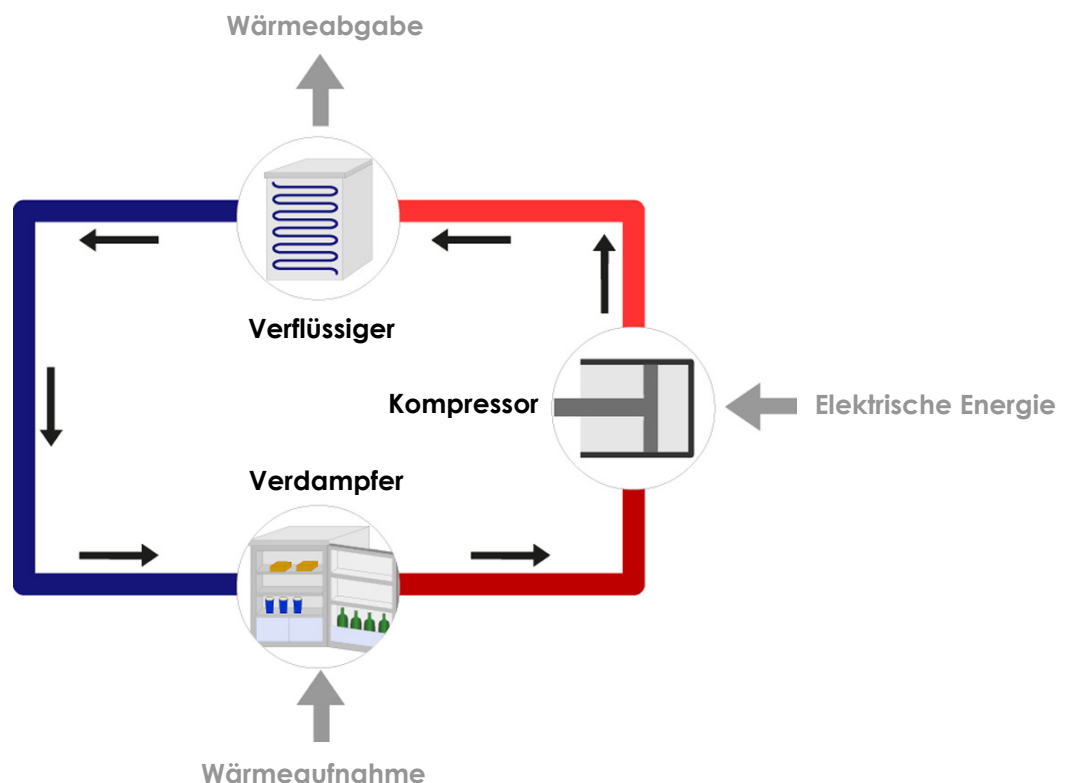 Wärmeabgabe
Verflüssiger
Kompressor
Elektrische Energie
Verdampfer
Wärmeaufnahme